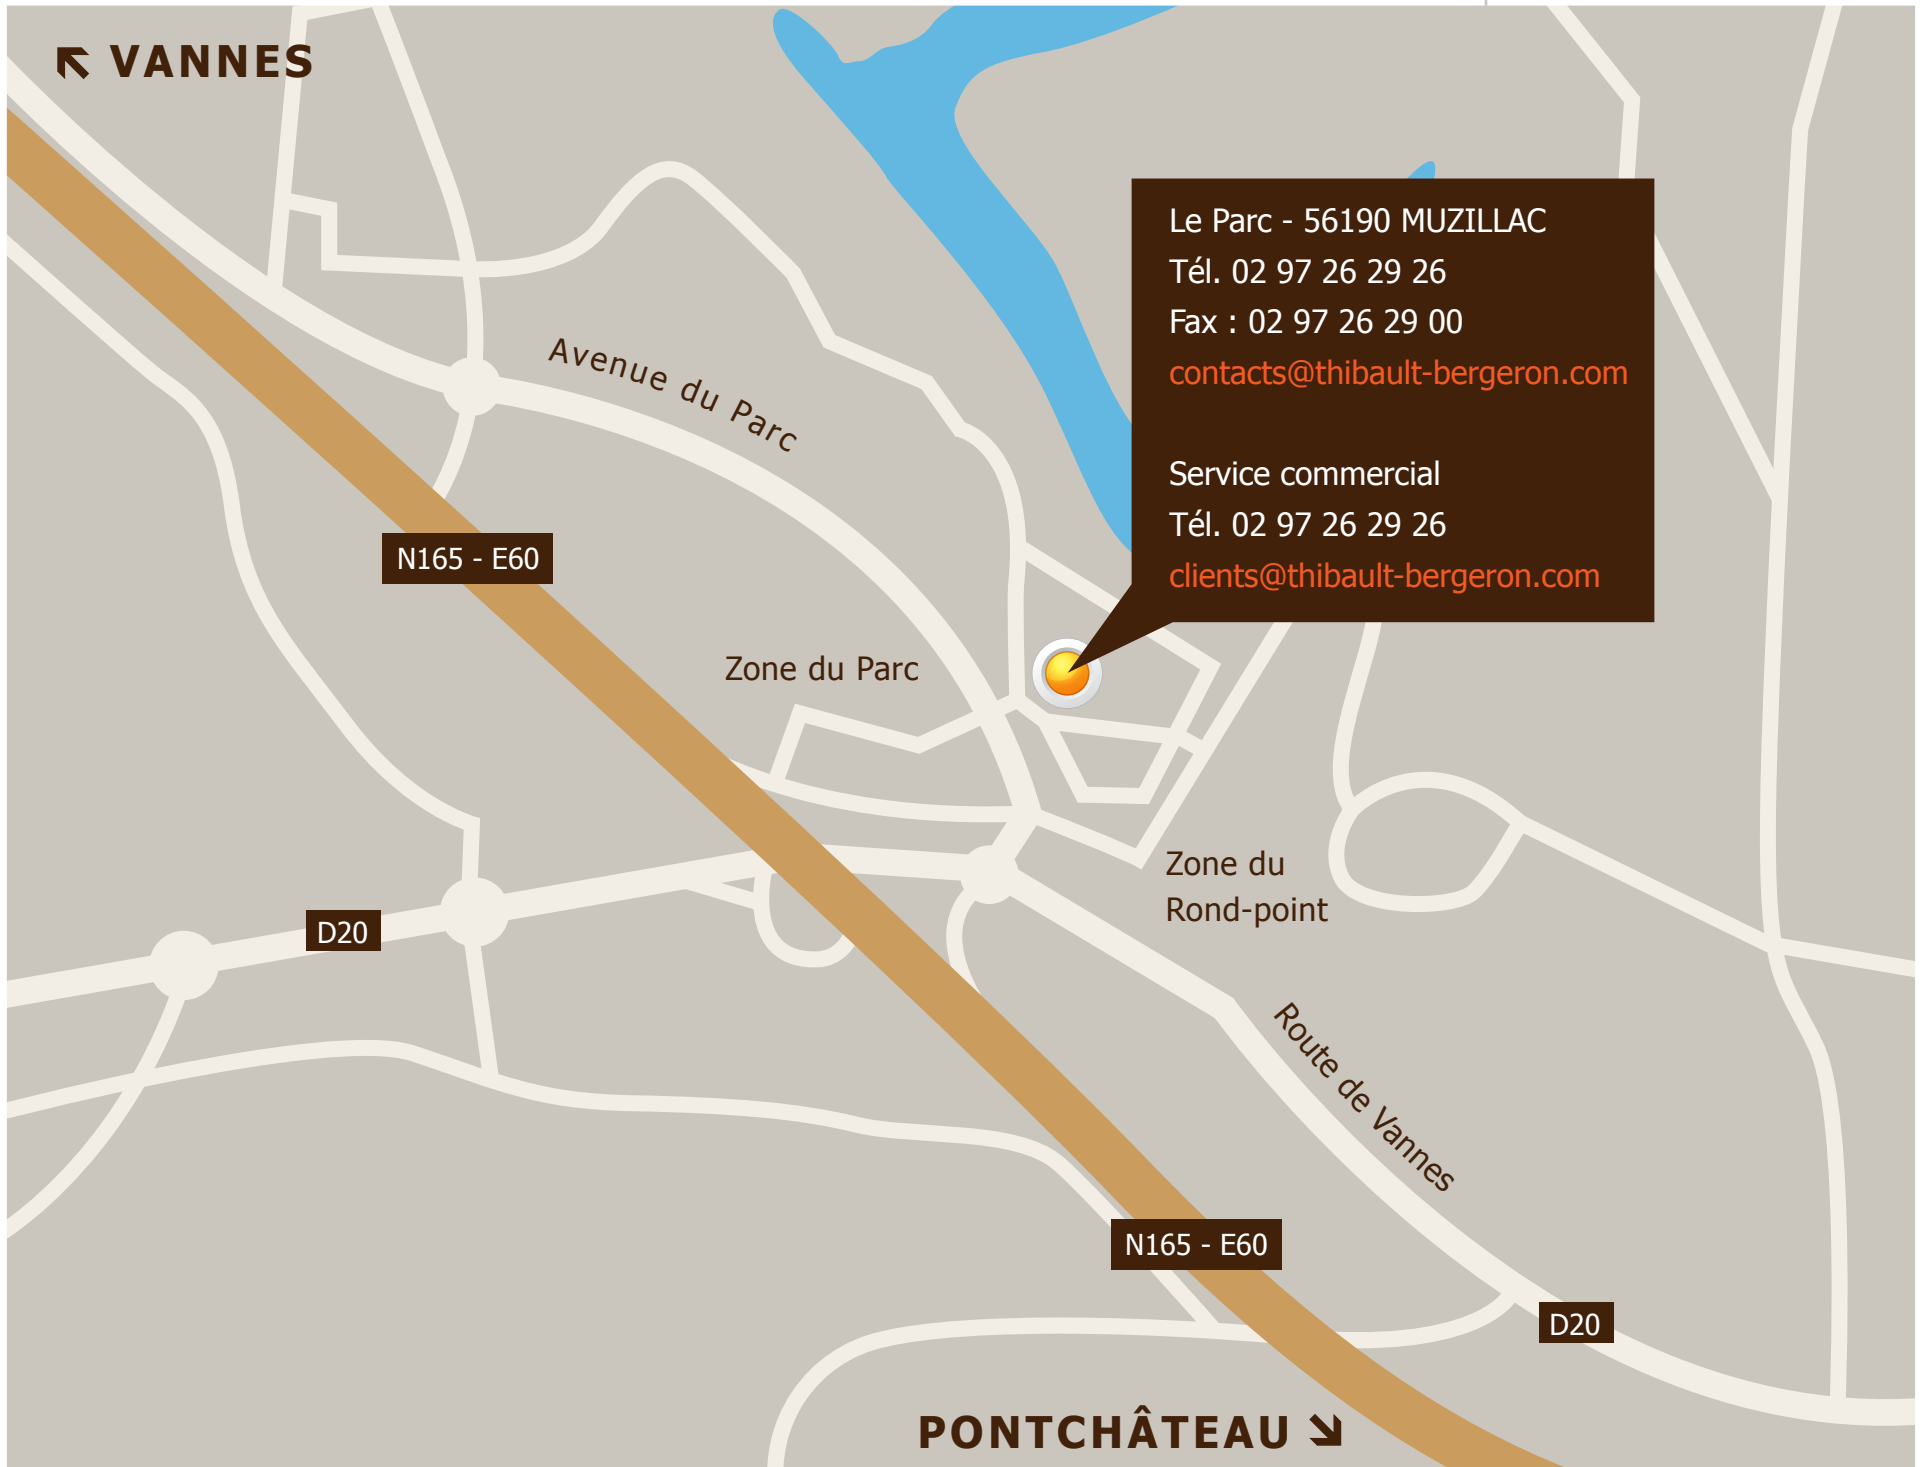 VANNES
Le Parc - 56190 MUZILLAC
Tél. 02 97 26 29 26
Fax : 02 97 26 29 00
contacts@thibault-bergeron.com
Service commercial
Tél. 02 97 26 29 26
clients@thibault-bergeron.com
Avenue du Parc
N165 - E60
Zone du Parc
Zone du
Rond-point
D20
Route de Vannes
N165 - E60
D20
PONTCHÂTEAU